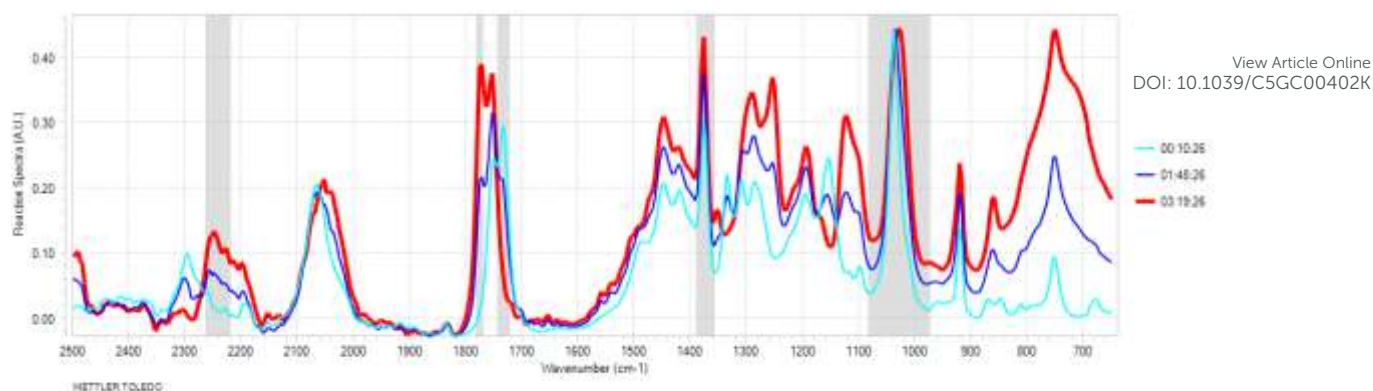 View Article Online
DOI: 10.1039/C5GC00402K
Reaction Spectra (A.U.)
0.40
0.30
0.20
0.10
0.00
00:10:26
01:48:26
03:19:26
2500 2400 2300 2200 2100 2000 1900 1800 1700 1600 1500 1400 1300 1200 1100 1000 900 800 700
Wavenumber (cm-1)
METTLER TOLEDO